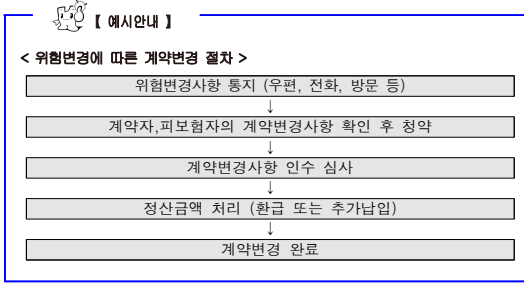 【 예시안내 】
< 위험변경에 따른 계약변경 절차 >
위험변경사항 통지 (우편, 전화, 방문 등)
↓
계약자,피보험자의 계약변경사항 확인 후 청약
↓
계약변경사항 인수 심사
↓
정산금액 처리 (환급 또는 추가납입)
↓
계약변경 완료